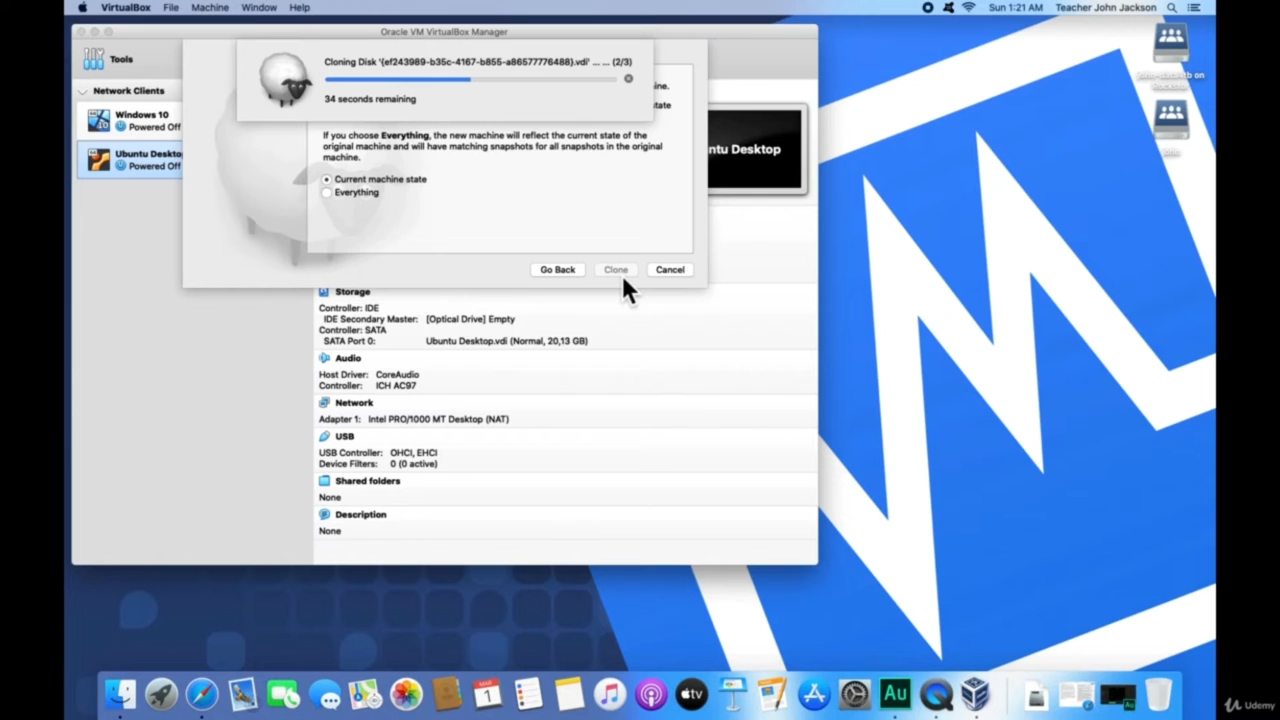 VirtualBox File Machine Window Help
Sun 1:21 AM Teacher John Jackson
Oracle VM VirtualBox Manager
Tools
Network Clients
Windows 10
Powered Off
Ubuntu Deskto
Powered Off
Cloning Disk '{ef243989-b35c-4167-b855-a86577776488}.vdi' ... ... (2/3)
34 seconds remaining
ine.
state
If you choose Everything, the new machine will reflect the current state of the
original machine and will have matching snapshots for all snapshots in the original
machine.
Current machine state
Everything
Go Back Clone Cancel
ntu Desktop
Storage
Controller: IDE
IDE Secondary Master: [Optical Drive] Empty
Controller: SATA
SATA Port 0: Ubuntu Desktop.vdi (Normal, 20,13 GB)
Audio
Host Driver: CoreAudio
Controller: ICH AC97
Network
Adapter 1: Intel PRO/1000 MT Desktop (NAT)
USB
USB Controller: OHCI, EHCI
Device Filters: 0 (0 active)
Shared folders
None
Description
None
1
tv
Au
Udemy